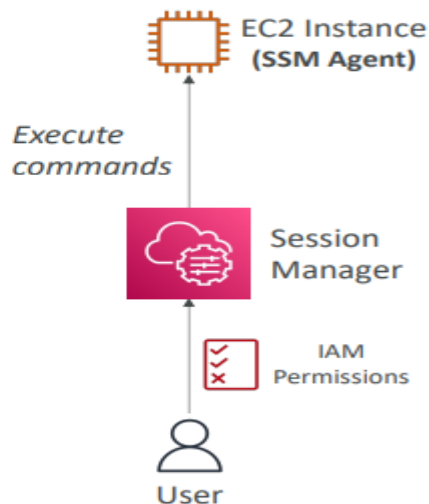 EC2 Instance
(SSM Agent)
Execute
commands
Session
Manager
IAM
Permissions
User